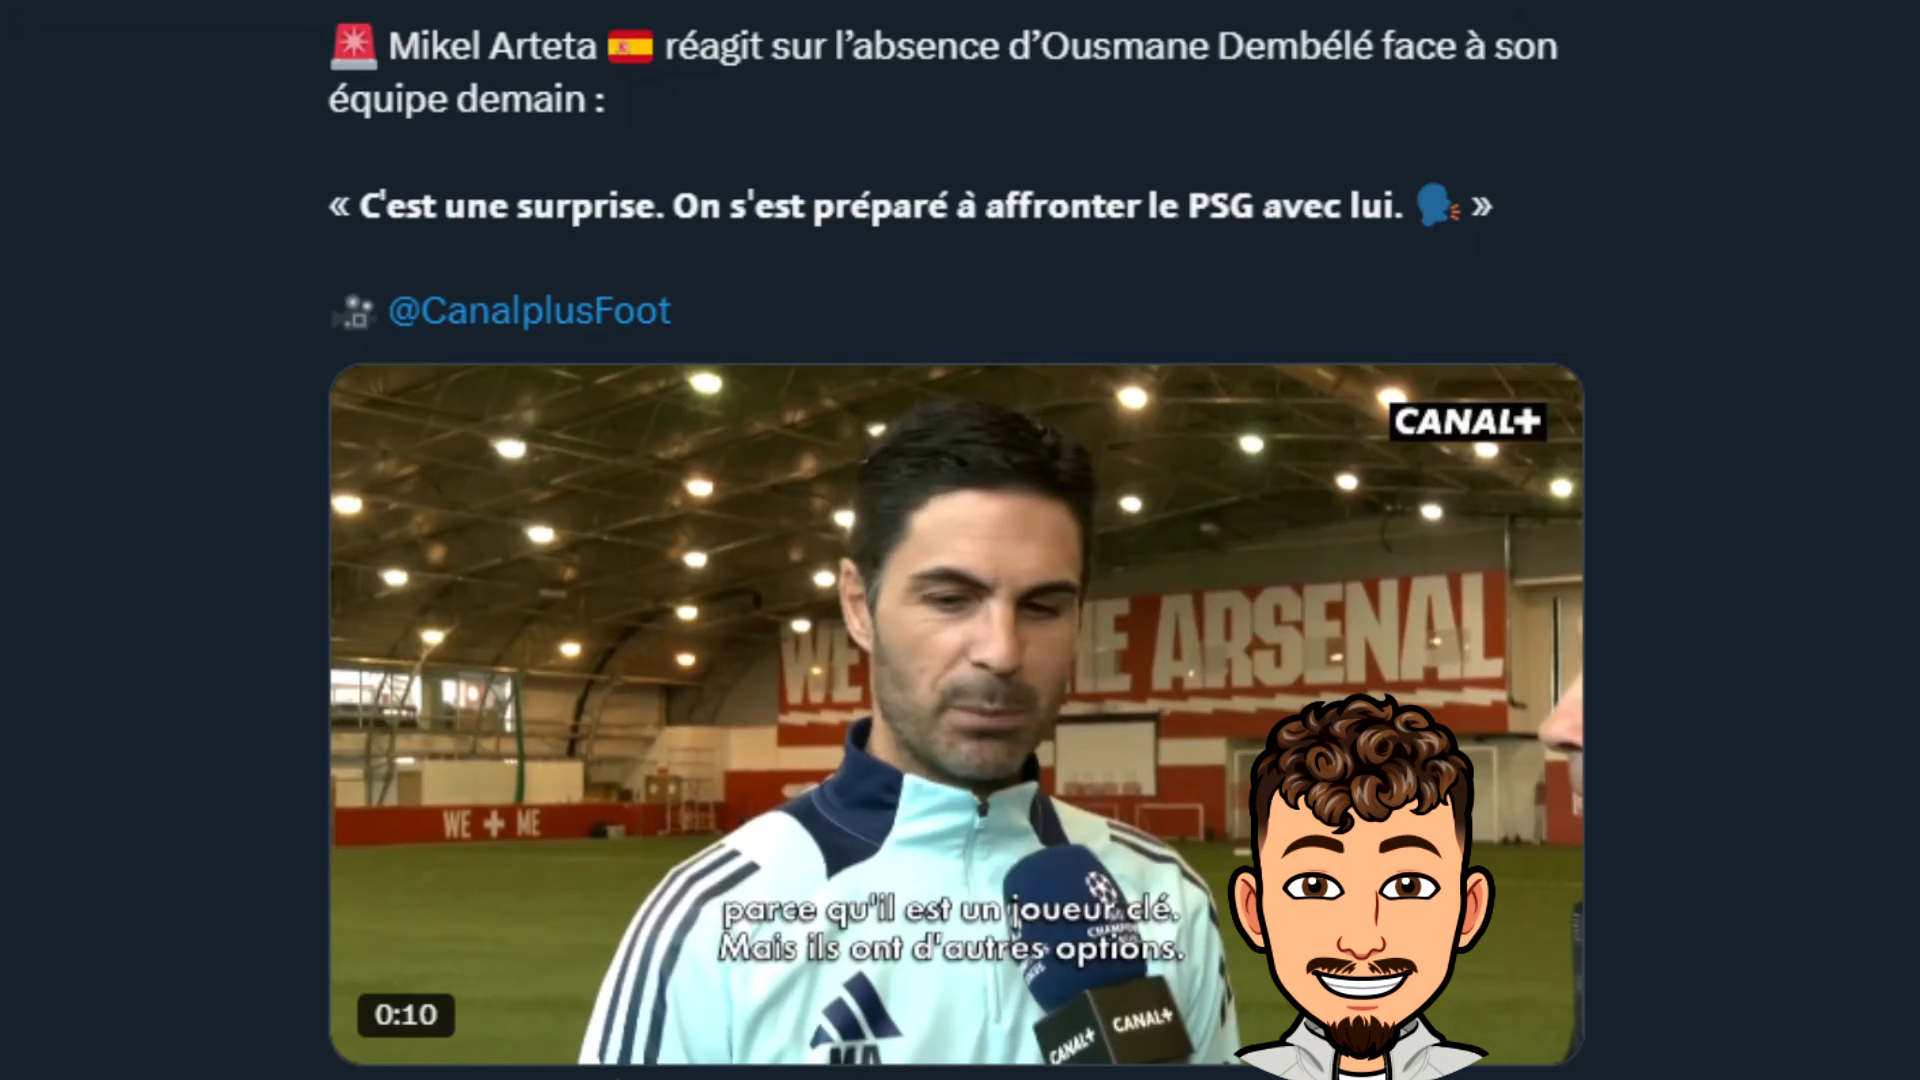 🚨 Mikel Arteta 🇪🇸 réagit sur l’absence d’Ousmane Dembélé face à son
équipe demain :
« C'est une surprise. On s'est préparé à affronter le PSG avec lui. 🗣️ »
🎥 @CanalplusFoot
CANAL+
WE
ARSENAL
WE + ME
parce qu'il est un joueur clé.
Mais ils ont d'autres options.
0:10
MA
CANAL+ CANAL+